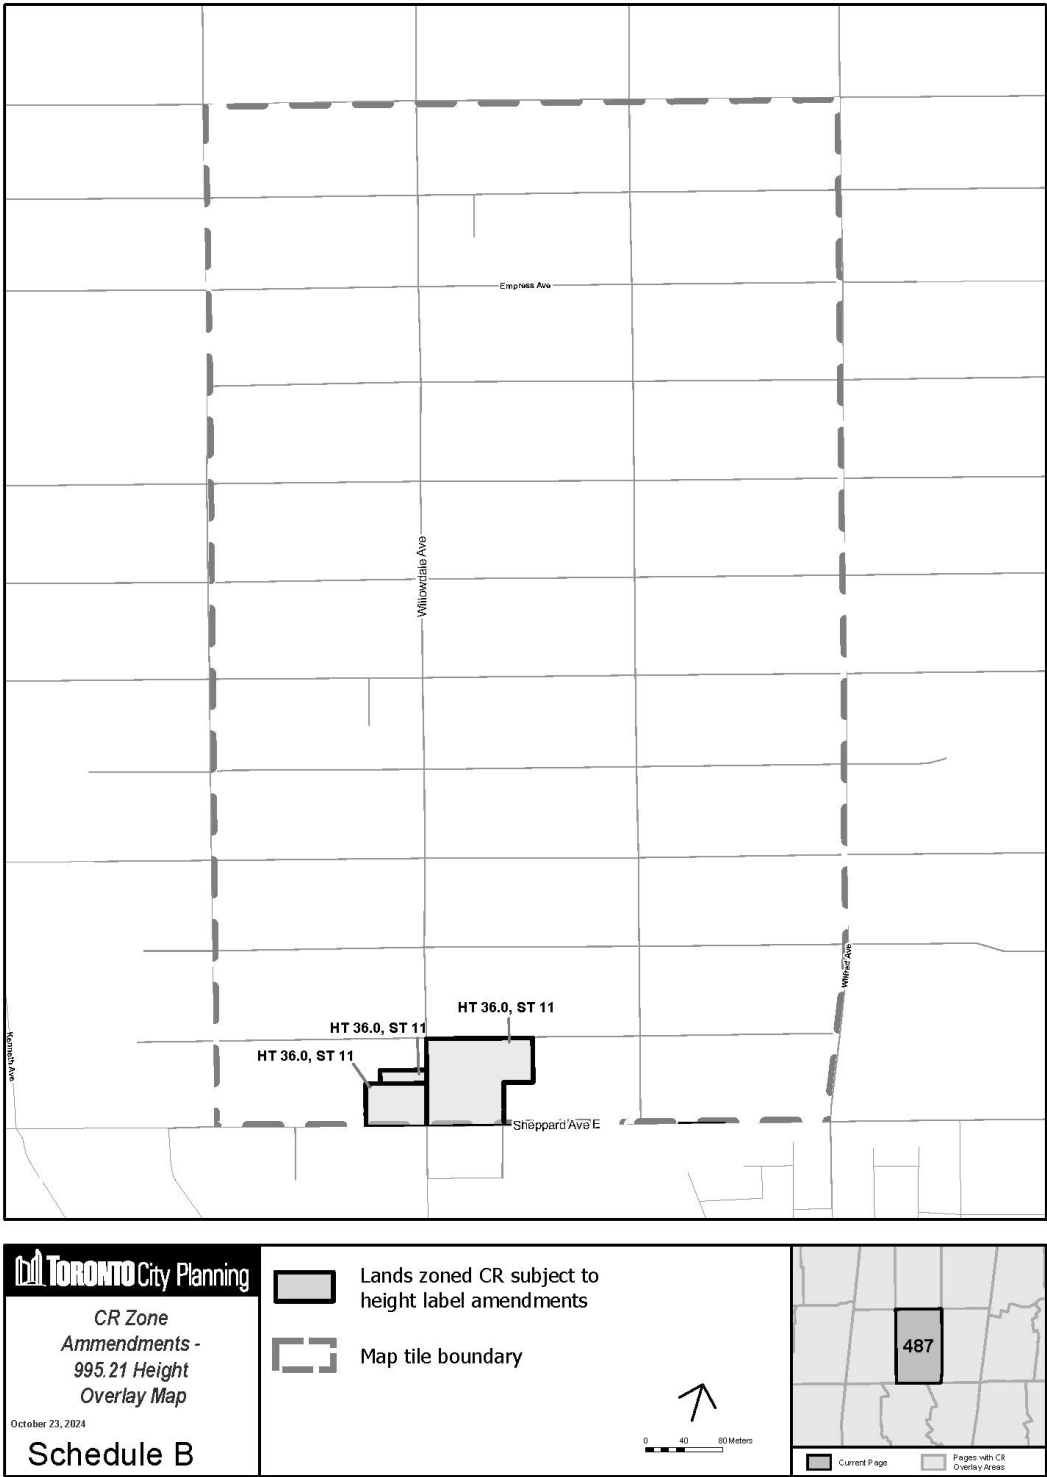 Empress Ave
Willowdale Ave
Wilfred Ave
HT 36.0, ST 11
HT 36.0, ST 11
HT 36.0, ST 11
Kenneth Ave
Sheppard Ave E
TORONTO City Planning
CR Zone
Ammendments -
995.21 Height
Overlay Map
October 23, 2024
Schedule B
Lands zoned CR subject to
height label amendments
Map tile boundary
0 40 80 Meters
487
Current Page
Pages with CR
Overlay Areas